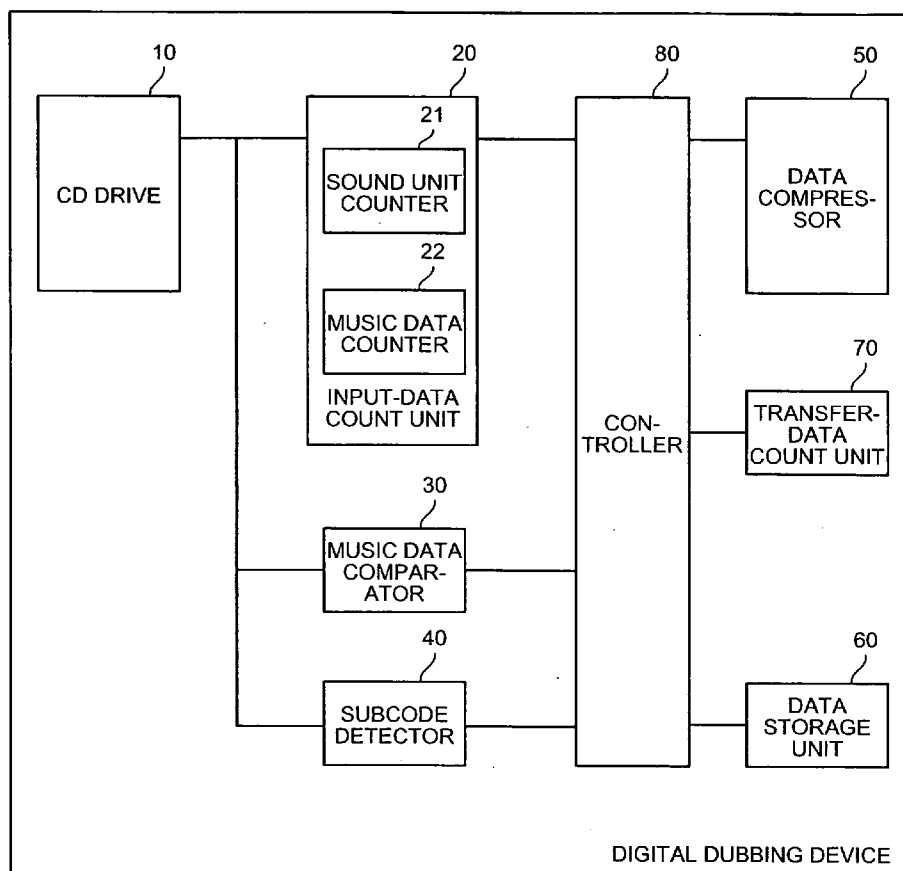 10
20
80
50
CD DRIVE
21
SOUND UNIT
COUNTER
22
MUSIC DATA
COUNTER
INPUT-DATA
COUNT UNIT
CON-
TROLLER
DATA
COMPRES-
SOR
70
TRANSFER-
DATA
COUNT UNIT
30
MUSIC DATA
COMPAR-
ATOR
40
SUBCODE
DETECTOR
60
DATA
STORAGE
UNIT
DIGITAL DUBBING DEVICE